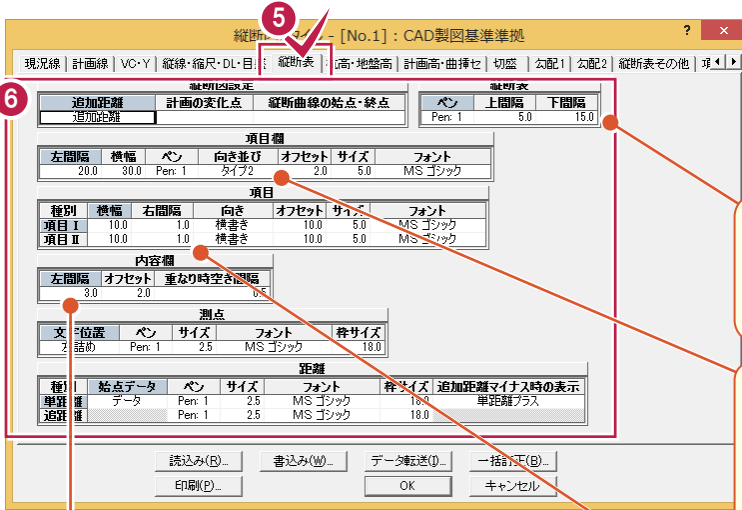 5
- [No.1]：CAD製図基準準拠
? ×
現況線 計画線 VC・Y 縦線・縮尺・DL・目 縦断表 高・地盤高 計画高・曲挿セ 切盛 勾配1 勾配2 縦断表その他
6
縦断図設定
追加距離 計画の変化点 縦断曲線の始点・終点
追加距離
縦断表
ペン 上間隔 下間隔
Pen: 1 5.0 15.0
項目欄
左間隔 横幅 ペン 向き並び オフセット サイズ フォント
20.0 30.0 Pen: 1 タイプ2 2.0 5.0 MS ゴシック
項目
種別 横幅 右間隔 向き オフセット サイズ フォント
項目 Ⅰ 10.0 1.0 横書き 10.0 5.0 MS ゴシック
項目 Ⅱ 10.0 1.0 横書き 10.0 5.0 MS ゴシック
内容欄
左間隔 オフセット 重なり時空き間隔
3.0 2.0 0.5
測点
文字位置 ペン サイズ フォント 枠サイズ
左詰め Pen: 1 2.5 MS ゴシック 18.0
距離
種別 始点データ ペン サイズ フォント 枠サイズ 追加距離マイナス時の表示
単距離 データ Pen: 1 2.5 MS ゴシック 18.0 単距離プラス
追距離 Pen: 1 2.5 MS ゴシック 18.0
読込み(R)... 書込み(W)... データ転送(I)... 一括訂正(B)...
印刷(P)... OK キャンセル